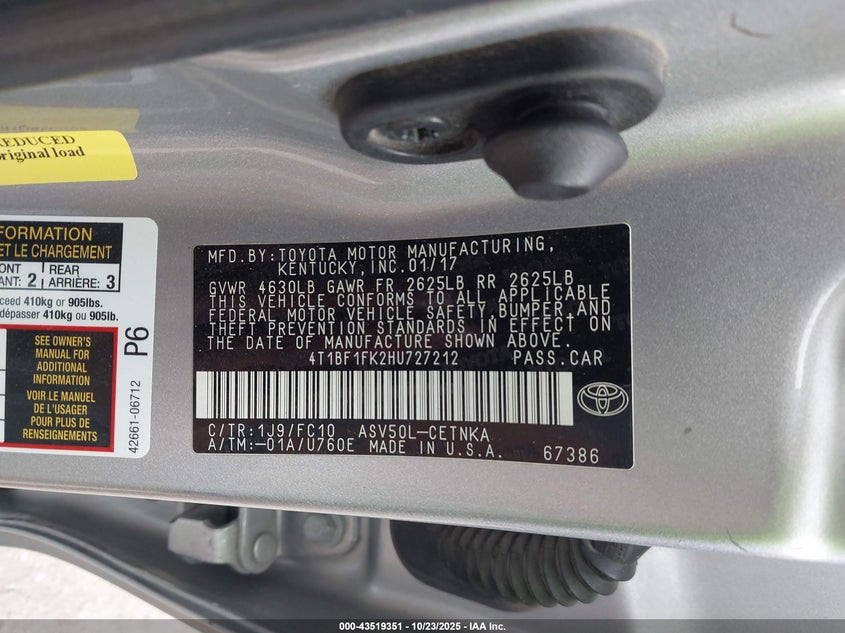 REDUCED
original load
FORMATION
ET LE CHARGEMENT
ONT
ANT: 2
REAR
ARRIÈRE: 3
ceed 410kg or 905lbs.
dépasser 410kg or 905lb.
SEE OWNER'S
MANUAL FOR
ADDITIONAL
INFORMATION
VOIR LE MANUEL
DE L'USAGER
POUR PLUS DE
RENSEIGNEMENTS
P6
42661-06712
MFD.BY:TOYOTA MOTOR MANUFACTURING,
KENTUCKY,INC.01/17
GVWR 4630LB GAWR FR 2625LB RR 2625LB
THIS VEHICLE CONFORMS TO ALL APPLICABLE
FEDERAL MOTOR VEHICLE SAFETY,BUMPER,AND
THEFT PREVENTION STANDARDS IN EFFECT ON
THE DATE OF MANUFACTURE SHOWN ABOVE.
4T1BF1FK2HU727212 PASS.CAR
C/TR:1J9/FC10 ASV50L-CETNKA
A/TM:-01A/U760E MADE IN U.S.A. 67386
000-43519351 | 10/23/2025 - IAA Inc.